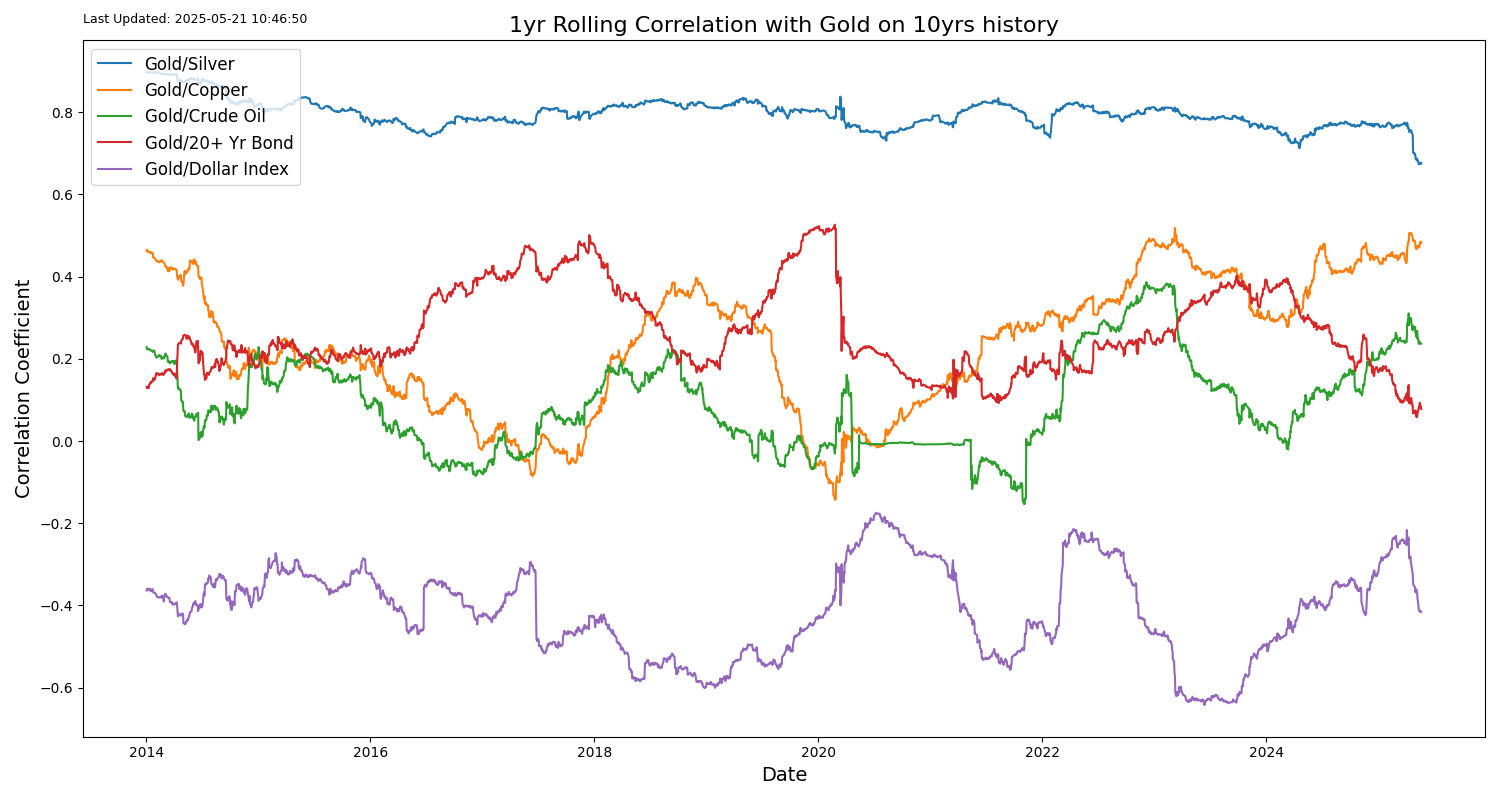 Last Updated: 2025-05-21 10:46:50
1yr Rolling Correlation with Gold on 10yrs history
Gold/Silver
Gold/Copper
Gold/Crude Oil
Gold/20+ Yr Bond
Gold/Dollar Index
Correlation Coefficient
0.8
0.6
0.4
0.2
0.0
−0.2
−0.4
−0.6
2014 2016 2018 2020 2022 2024
Date